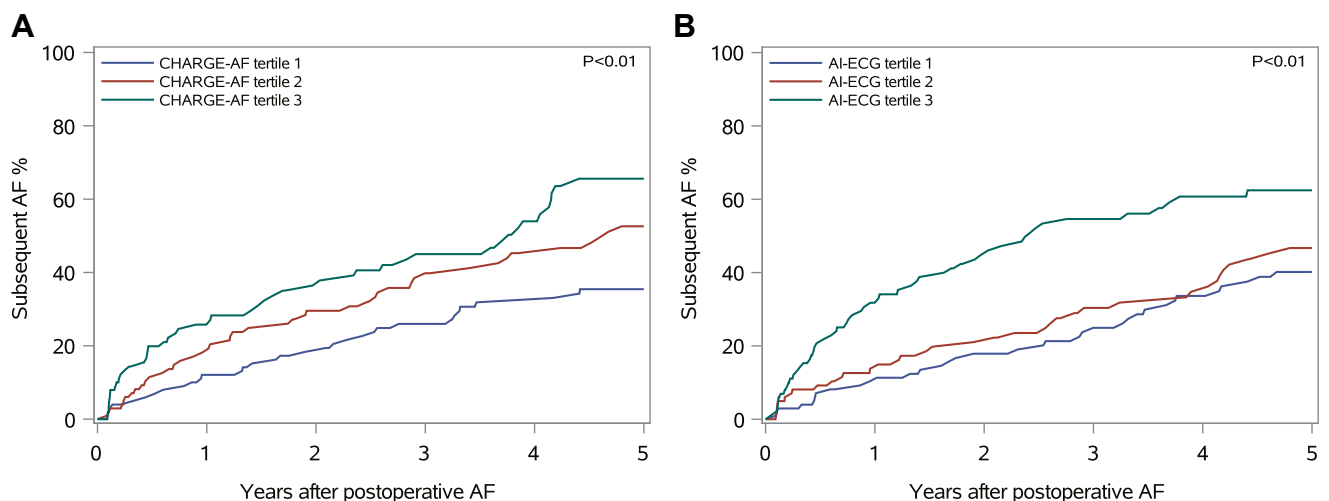 A
100
80
60
40
20
0
Subsequent AF %
CHARGE-AF tertile 1
CHARGE-AF tertile 2
CHARGE-AF tertile 3
P<0.01
0 1 2 3 4 5
Years after postoperative AF
B
100
80
60
40
20
0
Subsequent AF %
AI-ECG tertile 1
AI-ECG tertile 2
AI-ECG tertile 3
P<0.01
0 1 2 3 4 5
Years after postoperative AF